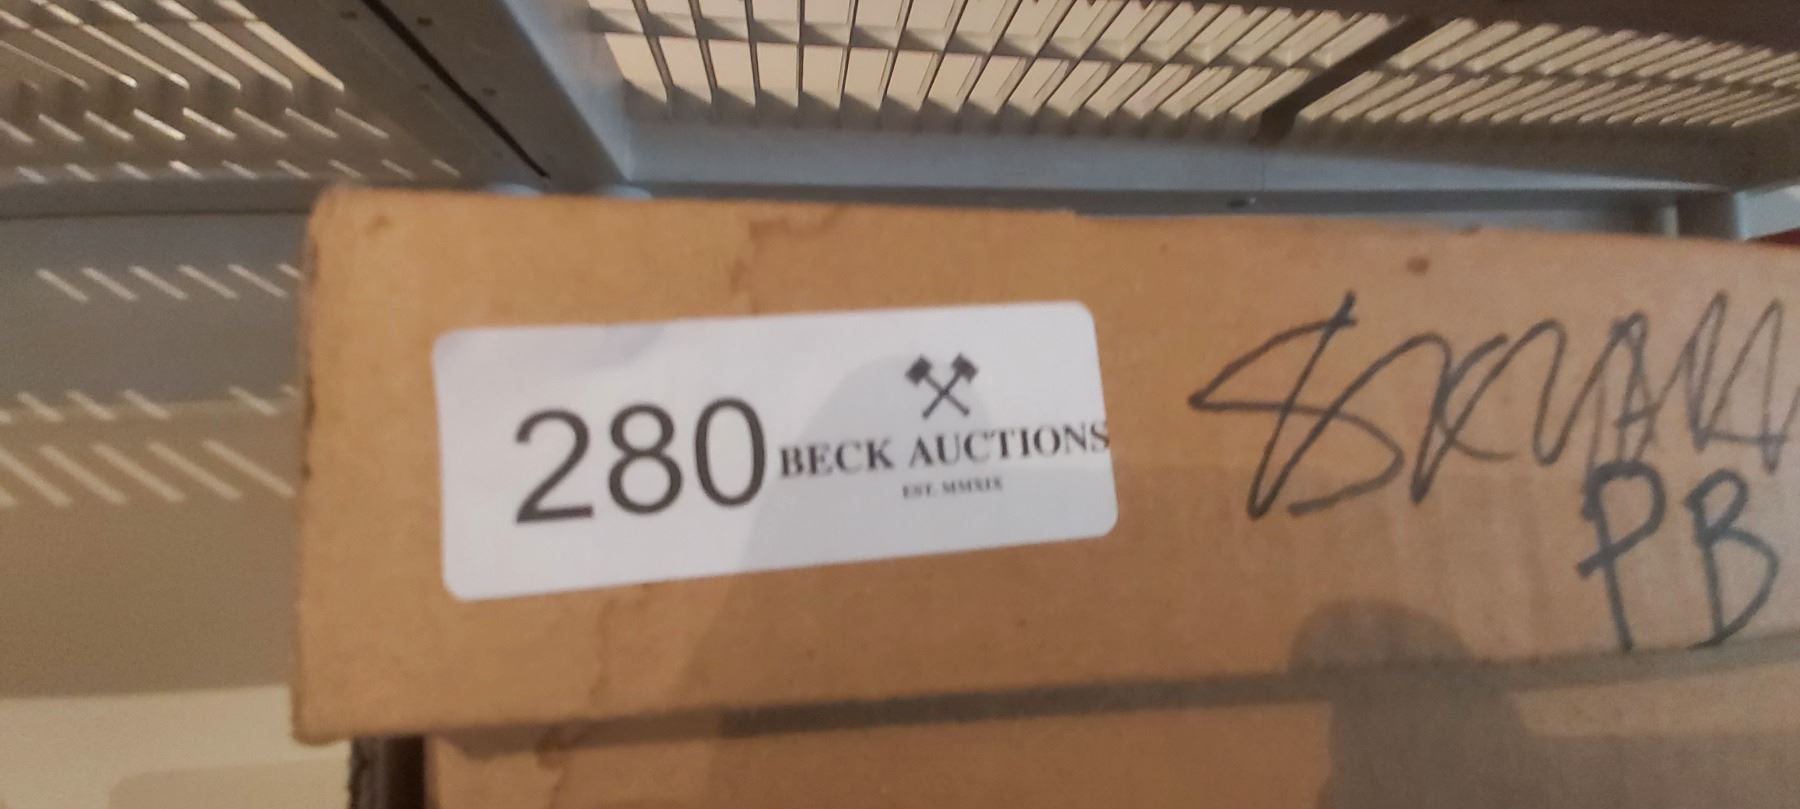 280
BECK AUCTIONS
EST. MMXIX
PB